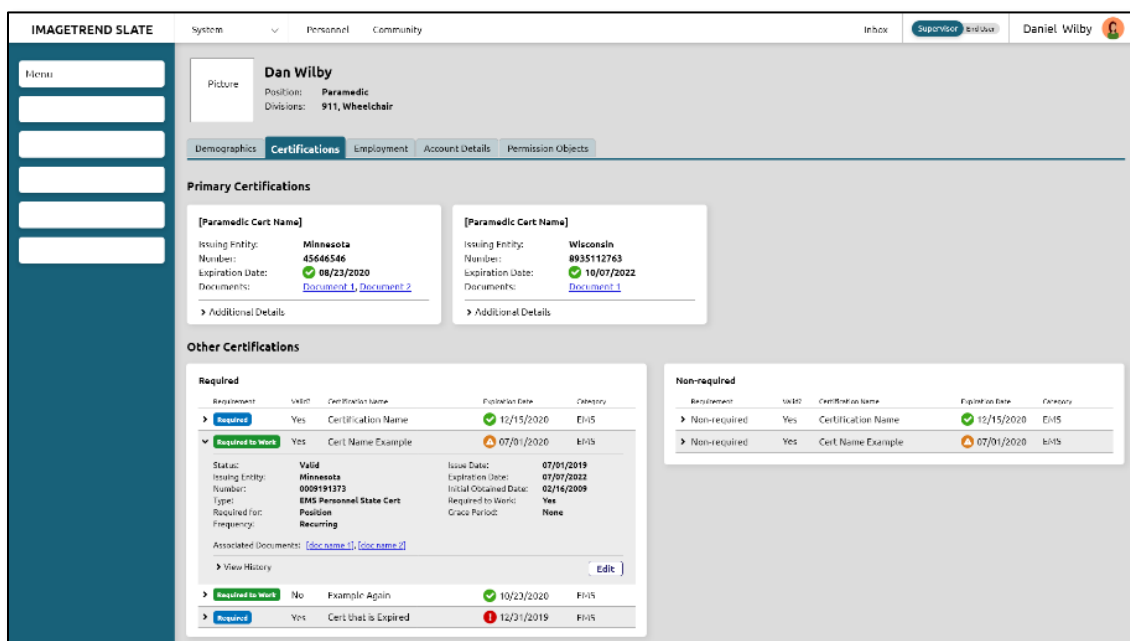 IMAGETREND SLATE System Personnel Community Inbox Supervisor End User Daniel Wilby
Menu
Picture
Dan Wilby
Position: Paramedic
Divisions: 911, Wheelchair
Demographics Certifications Employment Account Details Permission Objects
Primary Certifications
[Paramedic Cert Name]
Issuing Entity: Minnesota
Number: 45646546
Expiration Date: 08/23/2020
Documents: Document 1, Document 2
Additional Details
[Paramedic Cert Name]
Issuing Entity: Wisconsin
Number: 8935112763
Expiration Date: 10/07/2022
Documents: Document 1
Additional Details
Other Certifications
Required
Requirement Valid? Certification Name Expiration Date Category
Required Yes Certification Name 12/15/2020 EMS
Required to Work Yes Cert Name Example 07/01/2020 EMS
Status: Valid Issue Date: 07/01/2019
Issuing Entity: Minnesota Expiration Date: 07/07/2022
Number: 0009191373 Initial Obtained Date: 02/16/2009
Type: EMS Personnel State Cert Required to Work: Yes
Required for: Position Grace Period: None
Frequency: Recurring
Associated Documents: [doc name 1], [doc name 2]
View History Edit
Required to Work No Example Again 10/23/2020 EMS
Required Yes Cert that is Expired 12/31/2019 EMS
Non-required
Requirement Valid? Certification Name Expiration Date Category
Non-required Yes Certification Name 12/15/2020 EMS
Non-required Yes Cert Name Example 07/01/2020 EMS